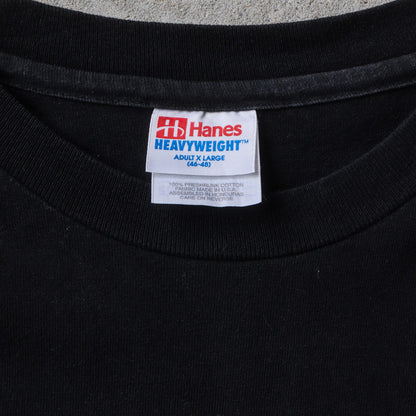 Hanes
HEAVYWEIGHT™
ADULT X LARGE
(46-48)
100% PRESHRUNK COTTON
FABRIC MADE IN U.S.A.
ASSEMBLED IN HONDURAS
CARE ON REVERSE